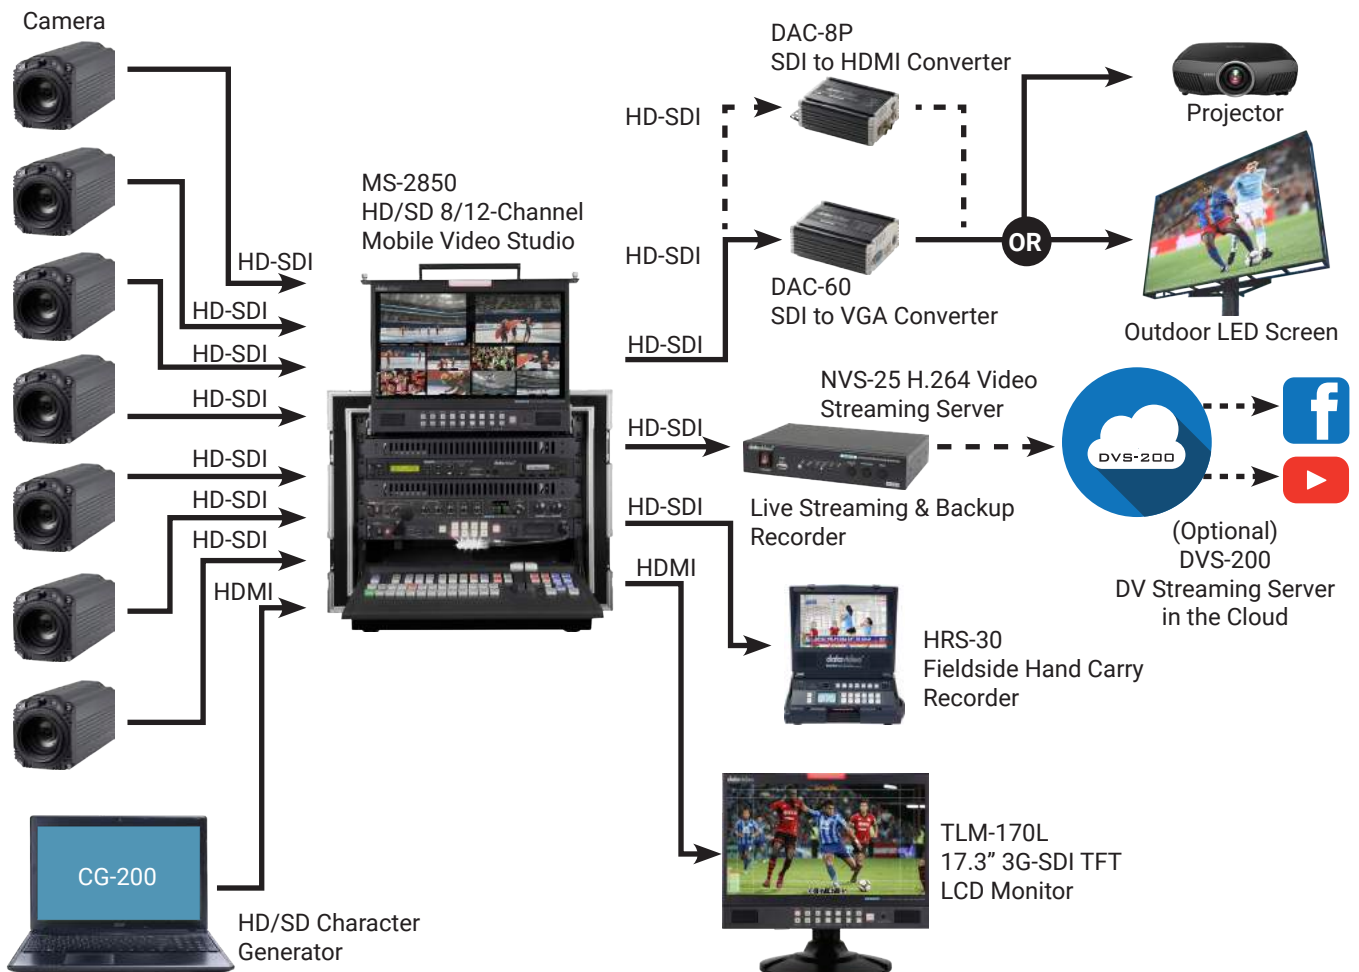 Camera
DAC-8P
SDI to HDMI Converter
HD-SDI
Projector
MS-2850
HD/SD 8/12-Channel
Mobile Video Studio
HD-SDI
HD-SDI
OR
HD-SDI
DAC-60
SDI to VGA Converter
Outdoor LED Screen
HD-SDI
HD-SDI
HD-SDI
NVS-25 H.264 Video
Streaming Server
HD-SDI
f
DVS-200
HD-SDI
HD-SDI
Live Streaming & Backup
Recorder
HD-SDI
(Optional)
DVS-200
DV Streaming Server
in the Cloud
HD-SDI
HDMI
HDMI
HRS-30
Fieldside Hand Carry
Recorder
datavideo
TLM-170L
17.3” 3G-SDI TFT
LCD Monitor
CG-200
HD/SD Character
Generator